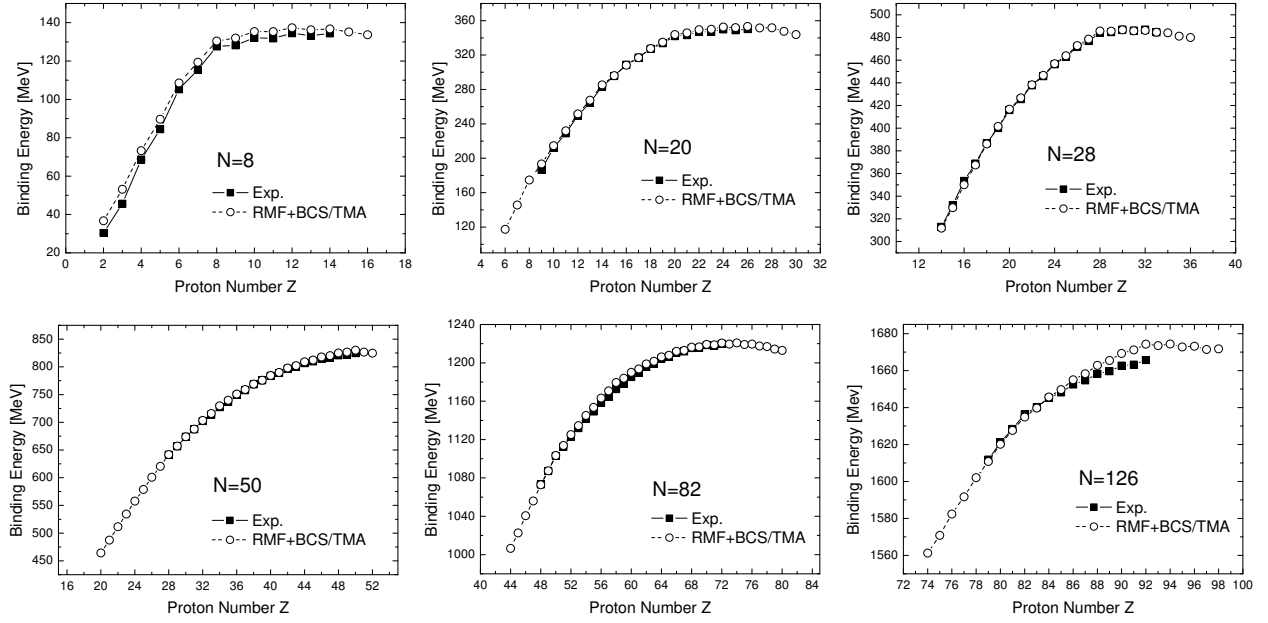 Binding Energy [MeV]
140
120
100
80
60
40
20
0 2 4 6 8 10 12 14 16 18
Proton Number Z
N=8
Exp.
RMF+BCS/TMA
Binding Energy [MeV]
360
320
280
240
200
160
120
4 6 8 10 12 14 16 18 20 22 24 26 28 30 32
Proton Number Z
N=20
Exp.
RMF+BCS/TMA
Binding Energy [MeV]
500
480
460
440
420
400
380
360
340
320
300
16 20 24 28 32 36 40
Proton Number Z
N=28
Exp.
RMF+BCS/TMA
Binding Energy [MeV]
850
800
750
700
650
600
550
500
450
16 20 24 28 32 36 40 44 48 52
Proton Number Z
N=50
Exp.
RMF+BCS/TMA
Binding Energy [MeV]
1240
1200
1160
1120
1080
1040
1000
40 44 48 52 56 60 64 68 72 76 80 84
Proton Number Z
N=82
Exp.
RMF+BCS/TMA
Binding Energy [Mev]
1680
1660
1640
1620
1600
1580
1560
72 74 76 78 80 82 84 86 88 90 92 94 96 98 100
Proton Number Z
N=126
Exp.
RMF+BCS/TMA